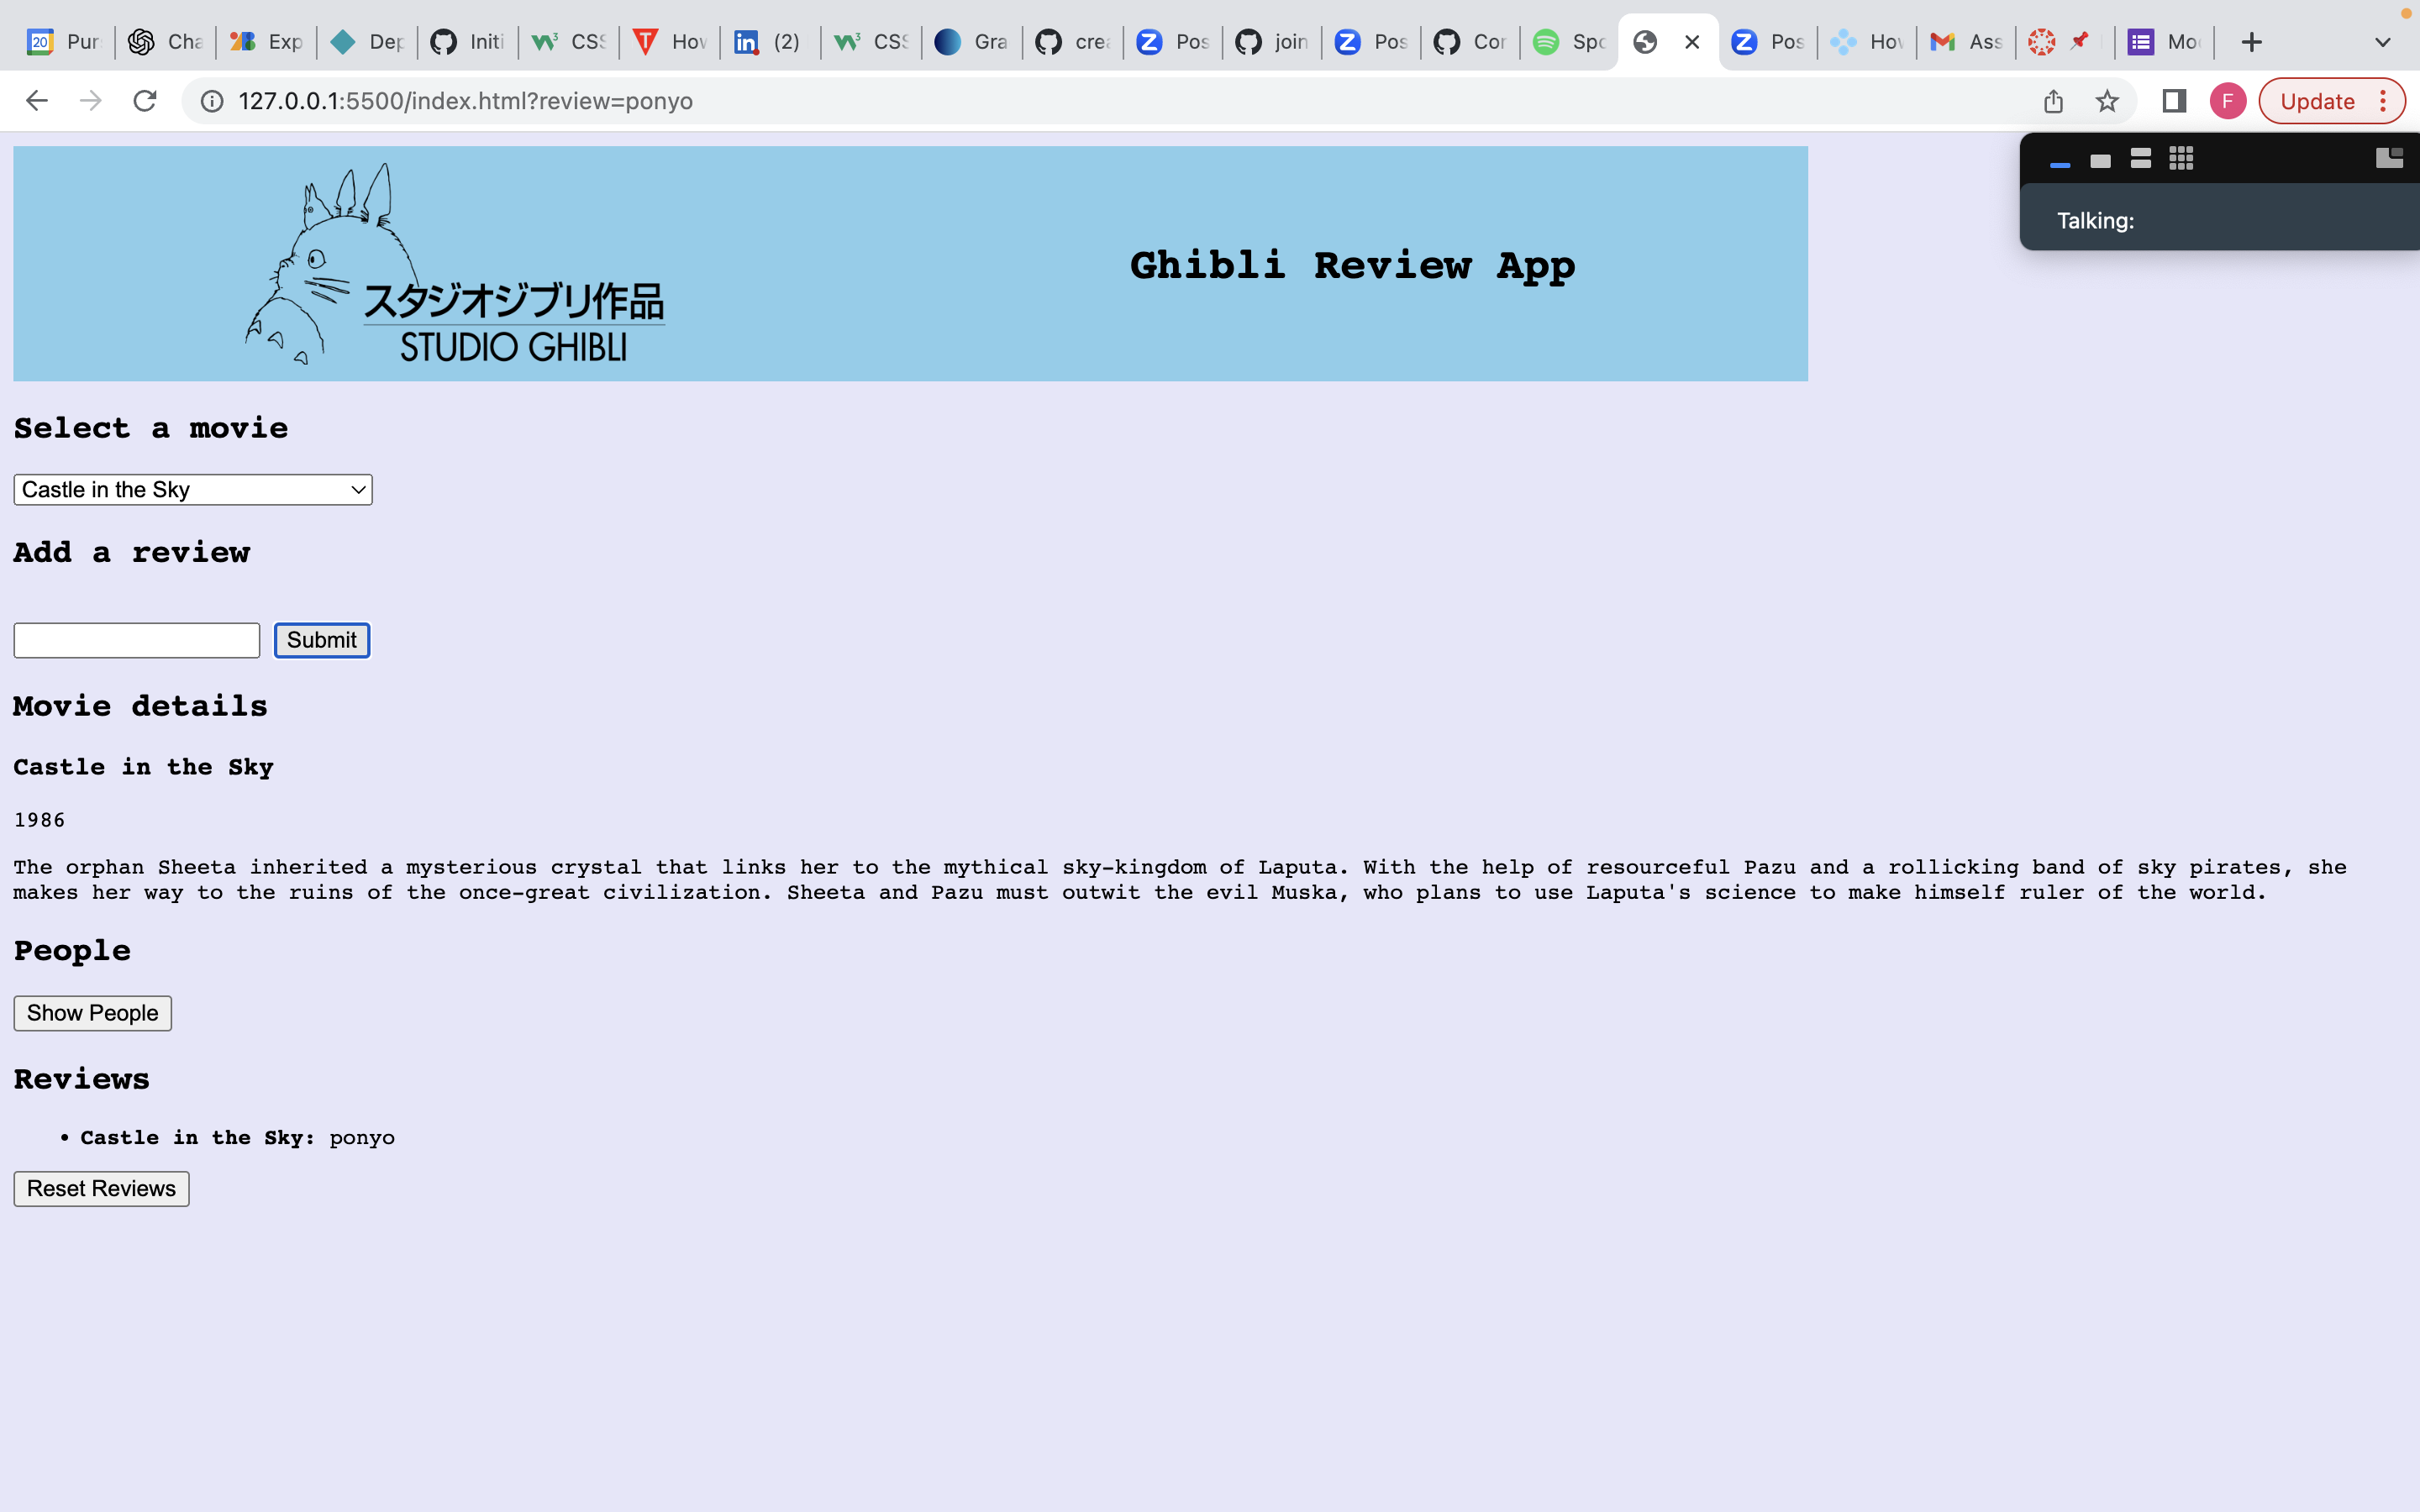 20 Pur Cha Exp Dep Initi CSS How in (2) CSS Gra crea Pos join Pos Cor Spo Pos How Ass Mo
127.0.0.1:5500/index.html?review=ponyo
F
Update
Talking:
スタジオジブリ作品
STUDIO GHIBLI
Ghibli Review App
Select a movie
Castle in the Sky
Add a review
Submit
Movie details
Castle in the Sky
1986
The orphan Sheeta inherited a mysterious crystal that links her to the mythical sky-kingdom of Laputa. With the help of resourceful Pazu and a rollicking band of sky pirates, she
makes her way to the ruins of the once-great civilization. Sheeta and Pazu must outwit the evil Muska, who plans to use Laputa's science to make himself ruler of the world.
People
Show People
Reviews
• Castle in the Sky: ponyo
Reset Reviews